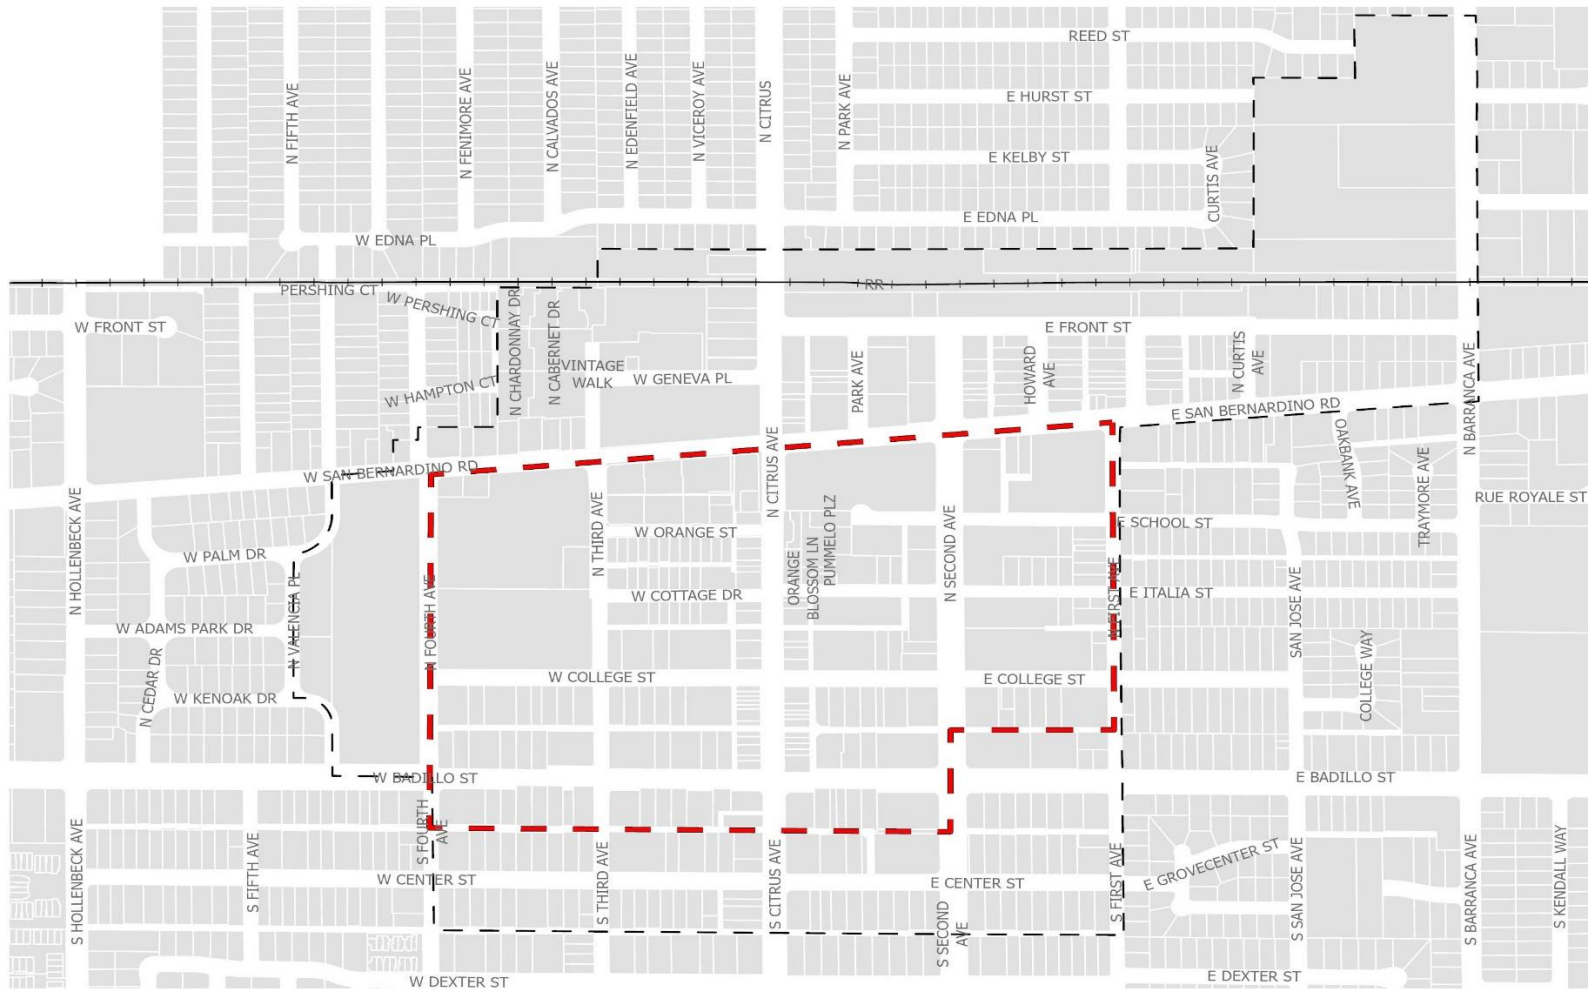 REED ST
E HURST ST
E KELBY ST
CURTIS AVE
N FIFTH AVE
N FENIMORE AVE
N CALVADOS AVE
N EDENFIELD AVE
N VICEROY AVE
N CITRUS
N PARK AVE
W EDNA PL
E EDNA PL
RR
PERSHING CT
W PERSHING CT
W FRONT ST
E FRONT ST
N CHARDONNAY DR
N CABERNET DR
VINTAGE
WALK
W GENEVA PL
W HAMPTON CT
PARK AVE
HOWARD
AVE
N CURTIS
AVE
N BARRANCA AVE
E SAN BERNARDINO RD
W SAN BERNARDINO RD
N HOLLENBECK AVE
N CITRUS AVE
OAKBANK AVE
TRAYMORE AVE
RUE ROYALE ST
W PALM DR
N VALENCIA PL
N FOURTH AVE
N THIRD AVE
W ORANGE ST
W COTTAGE DR
ORANGE
BLOSSOM LN
PUMMELO PLZ
N SECOND AVE
N FIRST AVE
E SCHOOL ST
E ITALIA ST
SAN JOSE AVE
COLLEGE WAY
W ADAMS PARK DR
N CEDAR DR
W KENOAK DR
W COLLEGE ST
E COLLEGE ST
W BADILLO ST
E BADILLO ST
S HOLLENBECK AVE
S FIFTH AVE
S FOURTH
AVE
W CENTER ST
S THIRD AVE
S CITRUS AVE
E CENTER ST
S SECOND
AVE
S FIRST AVE
E GROVECENTER ST
S SAN JOSE AVE
S BARRANCA AVE
S KENDALL WAY
W DEXTER ST
E DEXTER ST